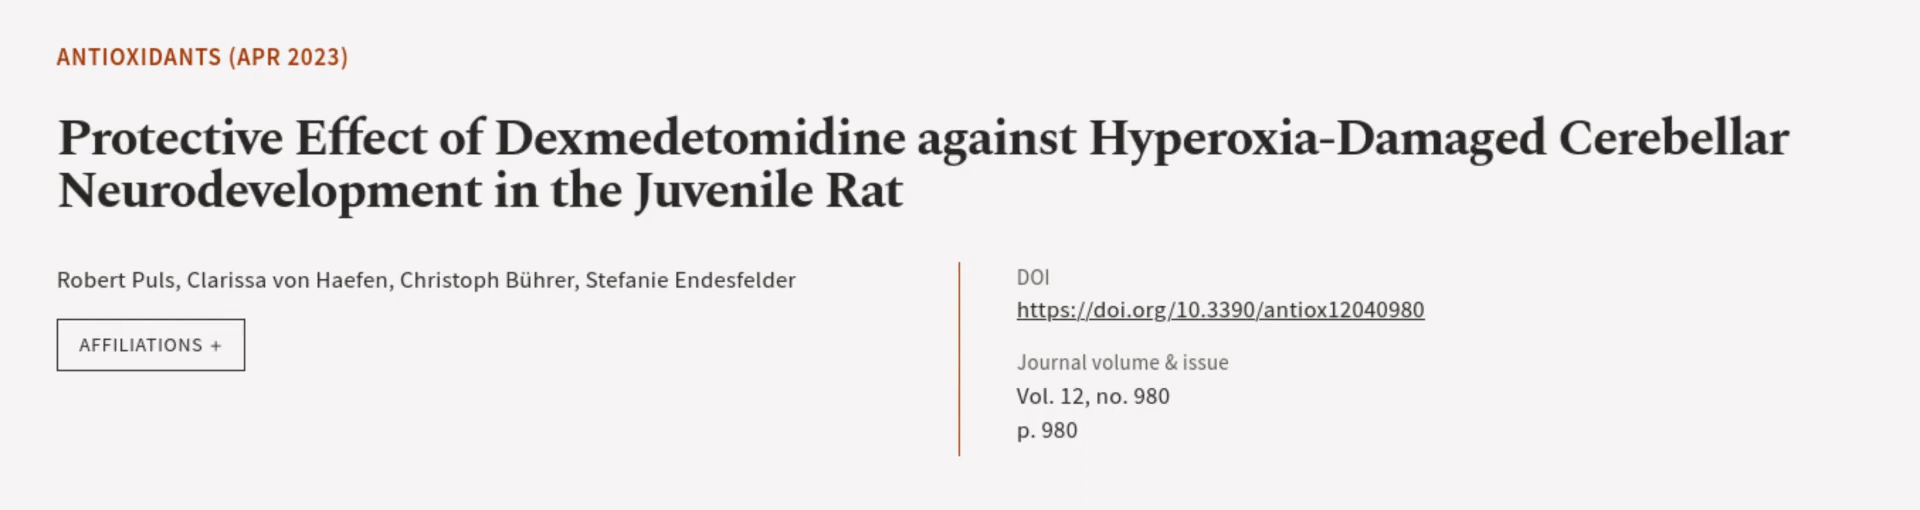 ANTIOXIDANTS (APR 2023)
Protective Effect of Dexmedetomidine against Hyperoxia-Damaged Cerebellar
Neurodevelopment in the Juvenile Rat
Robert Puls, Clarissa von Haefen, Christoph Bührer, Stefanie Endesfelder
AFFILIATIONS +
DOI
https://doi.org/10.3390/antiox12040980
Journal volume & issue
Vol. 12, no. 980
p. 980